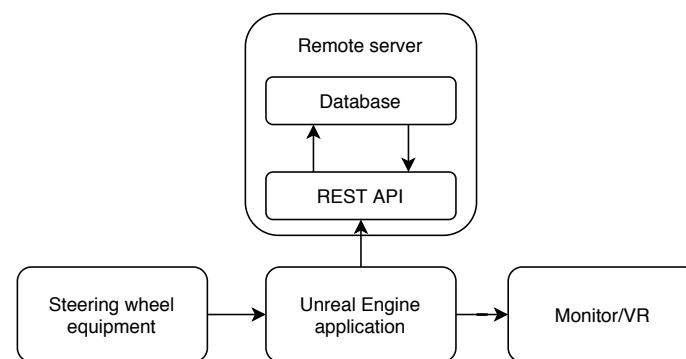 Remote server
Database
REST API
Steering wheel
equipment
Unreal Engine
application
Monitor/VR